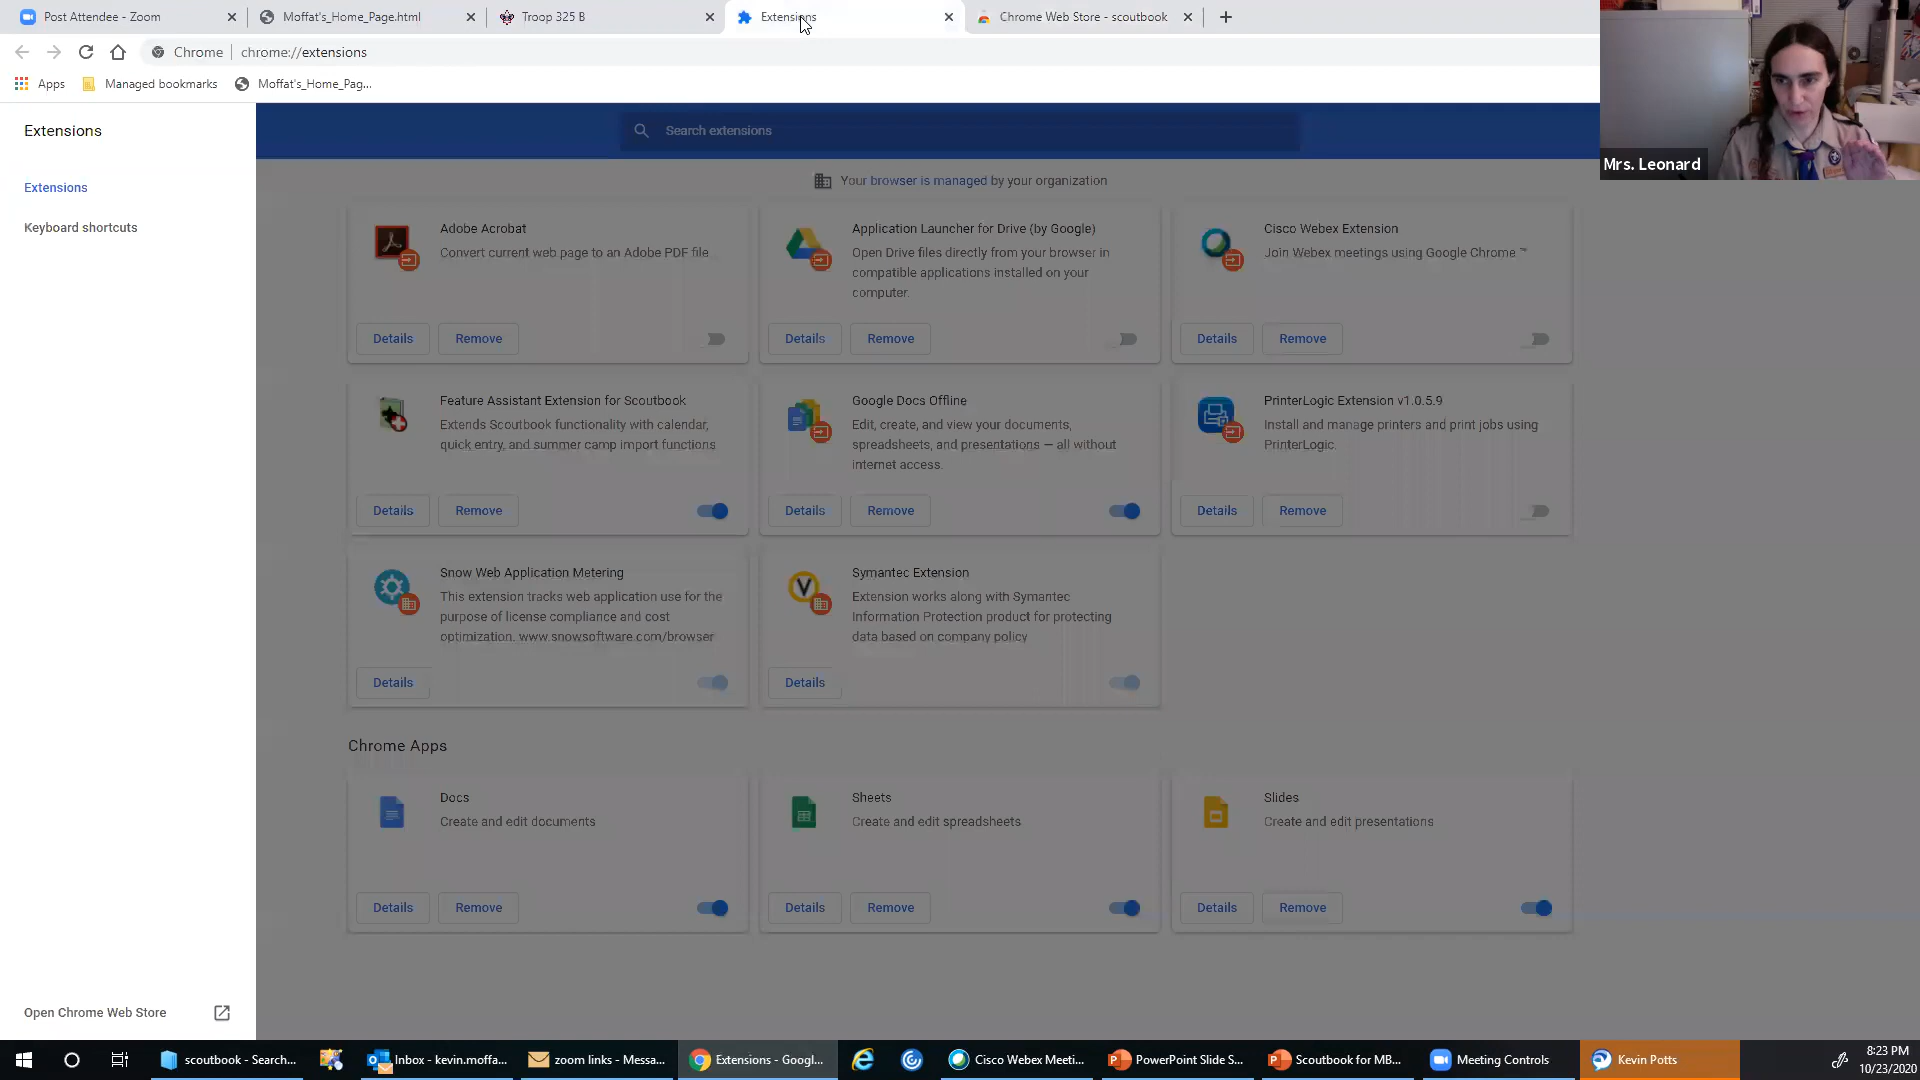 Post Attendee - Zoom
Moffat's_Home_Page.html
Troop 325 B
Extensions
Chrome Web Store - scoutbook
Chrome
chrome://extensions
Apps
Managed bookmarks
Moffat's_Home_Pag...
Mrs. Leonard
Extensions
Search extensions
Extensions
Keyboard shortcuts
Your browser is managed by your organization
Adobe Acrobat
Convert current web page to an Adobe PDF file
Details
Remove
Application Launcher for Drive (by Google)
Open Drive files directly from your browser in
compatible applications installed on your
computer.
Details
Remove
Cisco Webex Extension
Join Webex meetings using Google Chrome ™
Details
Remove
Feature Assistant Extension for Scoutbook
Extends Scoutbook functionality with calendar,
quick entry, and summer camp import functions
Details
Remove
Google Docs Offline
Edit, create, and view your documents,
spreadsheets, and presentations — all without
internet access.
Details
Remove
PrinterLogic Extension v1.0.5.9
Install and manage printers and print jobs using
PrinterLogic.
Details
Remove
Snow Web Application Metering
This extension tracks web application use for the
purpose of license compliance and cost
optimization. www.snowsoftware.com/browser
Details
Symantec Extension
Extension works along with Symantec
Information Protection product for protecting
data based on company policy
Details
Chrome Apps
Docs
Create and edit documents
Details
Remove
Sheets
Create and edit spreadsheets
Details
Remove
Slides
Create and edit presentations
Details
Remove
Open Chrome Web Store
scoutbook - Search...
Inbox - kevin.moffa...
zoom links - Messa...
Extensions - Googl...
Cisco Webex Meeti...
PowerPoint Slide S...
Scoutbook for MB...
Meeting Controls
Kevin Potts
8:23 PM
10/23/2020